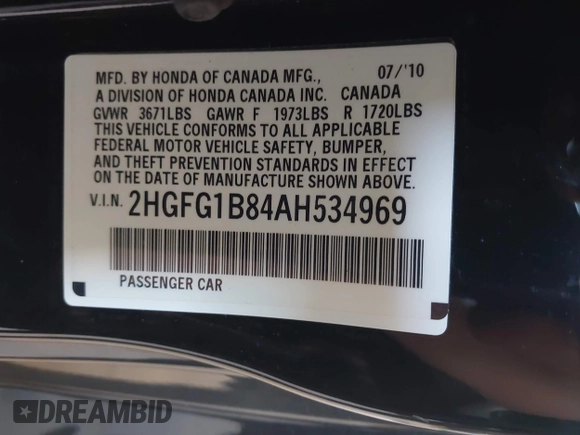 MFD. BY HONDA OF CANADA MFG., 07/'10
A DIVISION OF HONDA CANADA INC. CANADA
GVWR 3671LBS GAWR F 1973LBS R 1720LBS
THIS VEHICLE CONFORMS TO ALL APPLICABLE
FEDERAL MOTOR VEHICLE SAFETY, BUMPER,
AND THEFT PREVENTION STANDARDS IN EFFECT
ON THE DATE OF MANUFACTURE SHOWN ABOVE.
V.I.N. 2HGFG1B84AH534969
PASSENGER CAR
DREAMBID